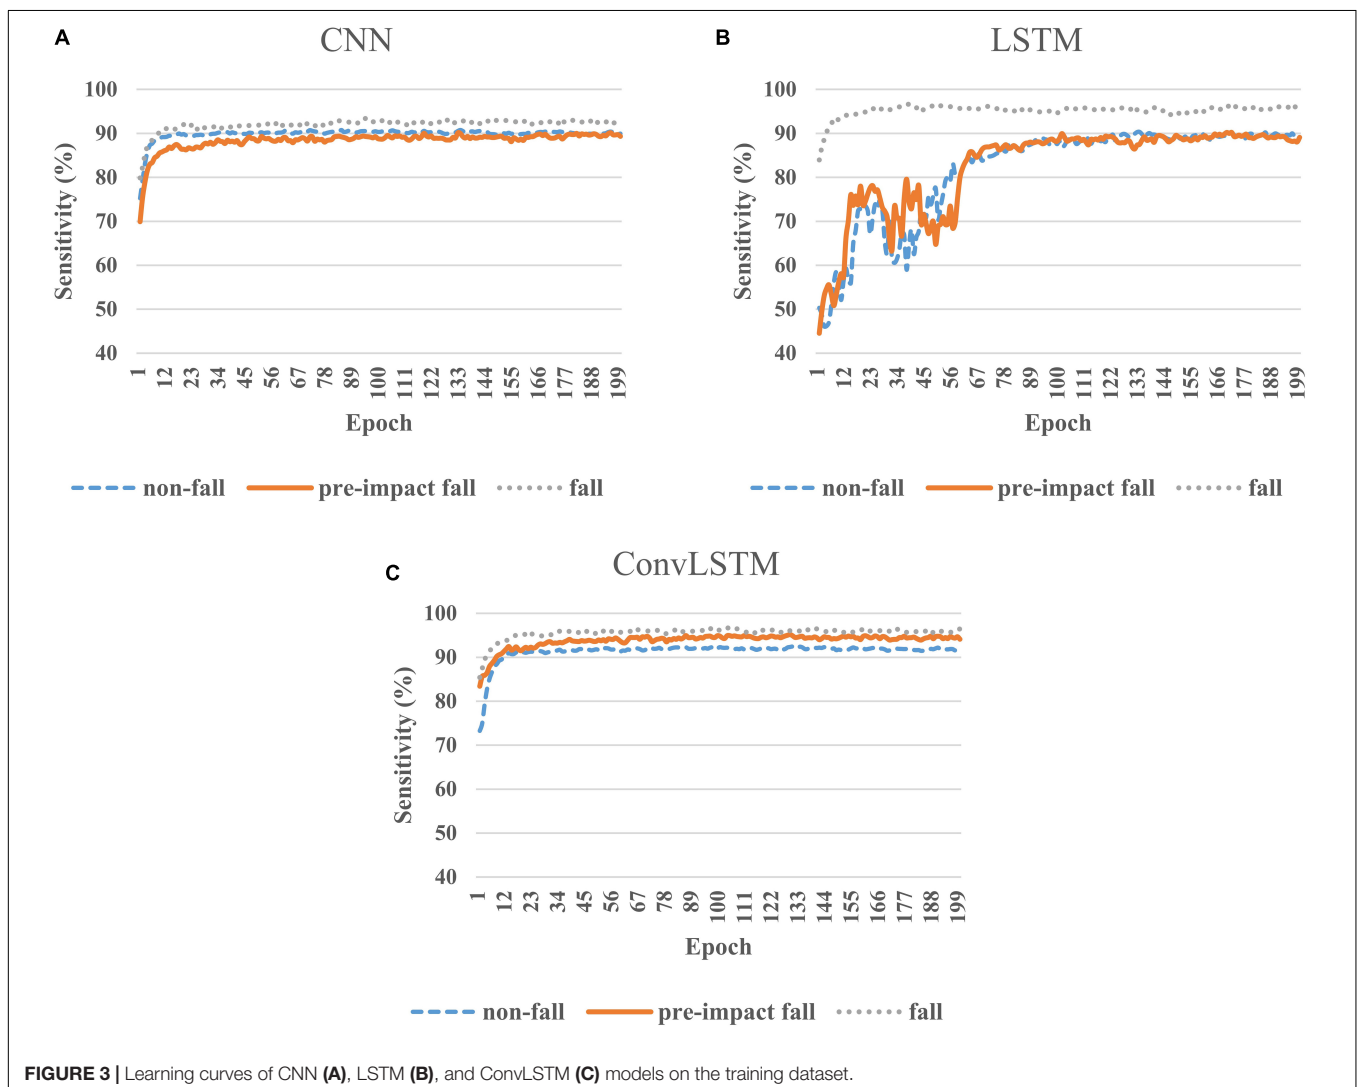 A
CNN
Sensitivity (%)
100
90
80
70
60
50
40
1 12 23 34 45 56 67 78 89 100 111 122 133 144 155 166 177 188 199
Epoch
non-fall pre-impact fall fall
B
LSTM
Sensitivity (%)
100
90
80
70
60
50
40
1 12 23 34 45 56 67 78 89 100 111 122 133 144 155 166 177 188 199
Epoch
non-fall pre-impact fall fall
C
ConvLSTM
Sensitivity (%)
100
90
80
70
60
50
40
1 12 23 34 45 56 67 78 89 100 111 122 133 144 155 166 177 188 199
Epoch
non-fall pre-impact fall fall
FIGURE 3 | Learning curves of CNN (A), LSTM (B), and ConvLSTM (C) models on the training dataset.